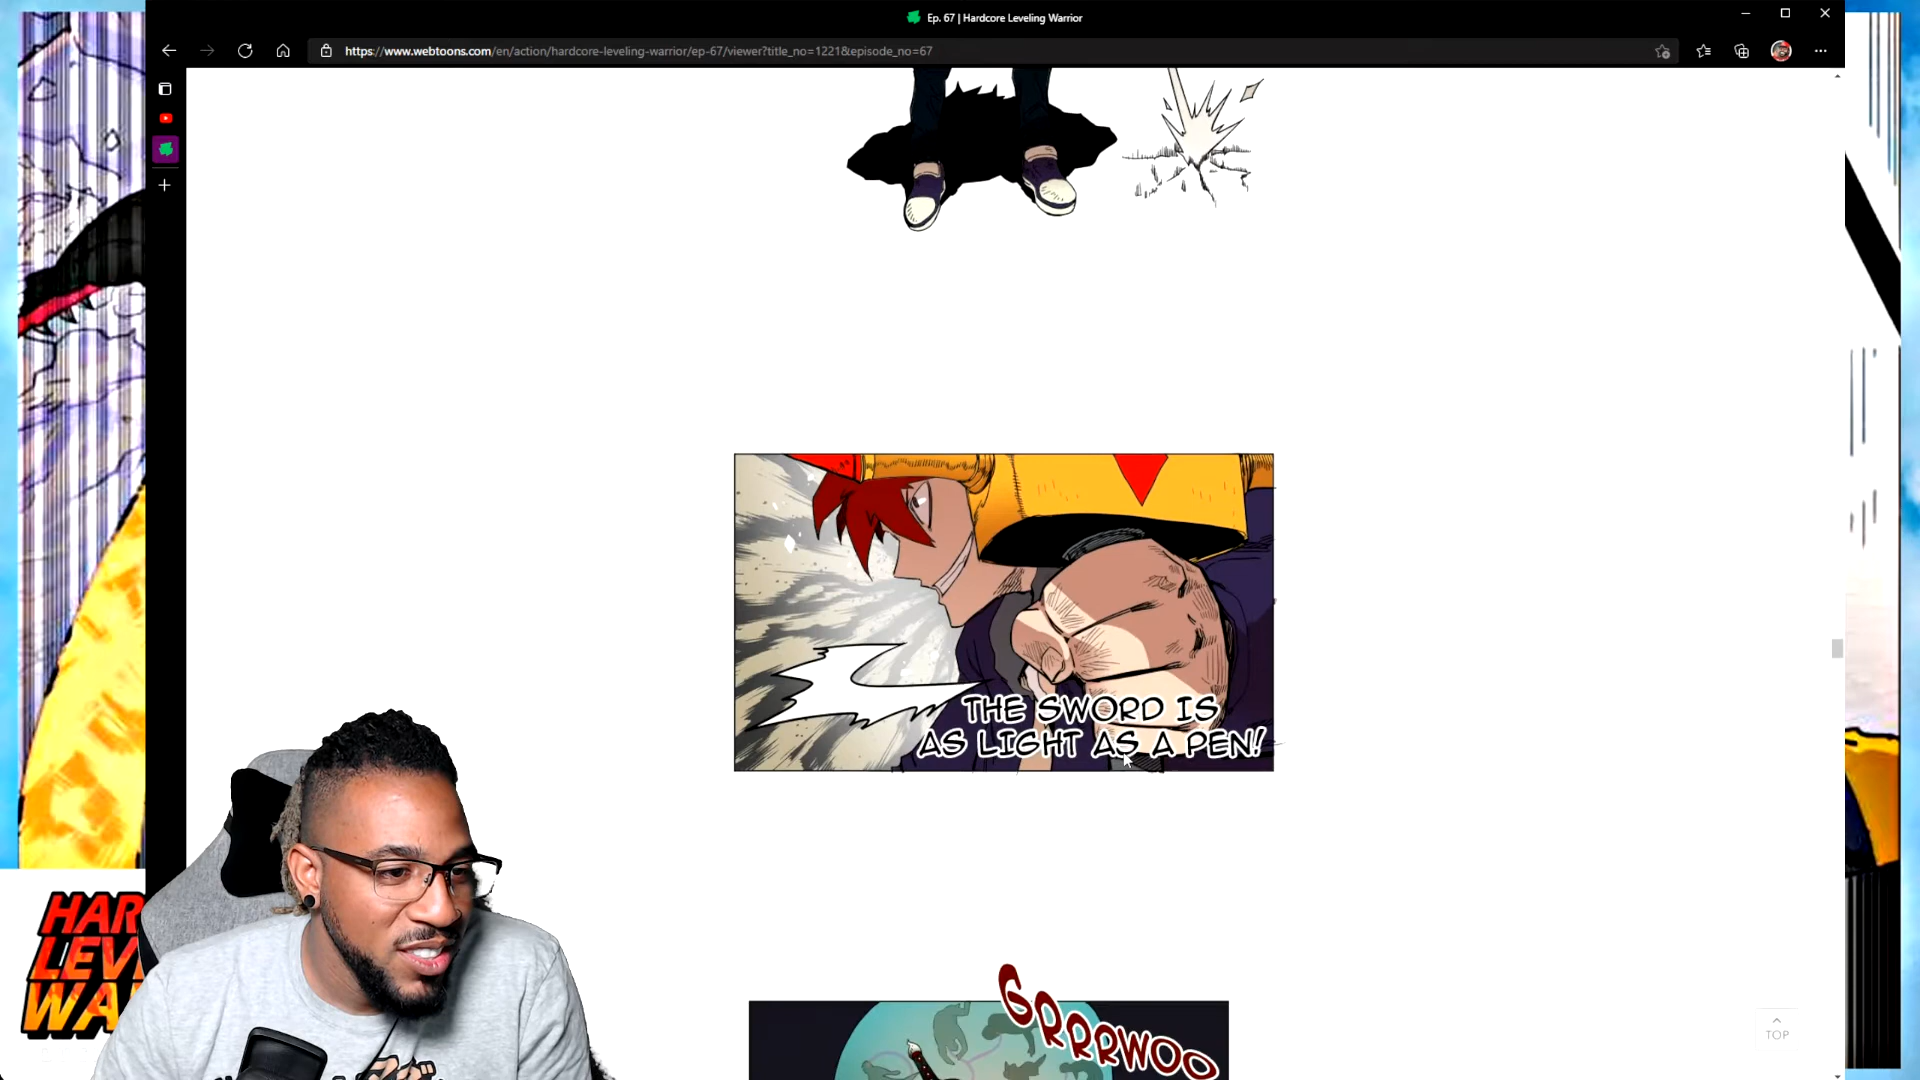 Ep. 67 | Hardcore Leveling Warrior
https://www.webtoons.com/en/action/hardcore-leveling-warrior/ep-67/viewer?title_no=1221&episode_no=67
THE SWORD IS
AS LIGHT AS A PEN!
GRRRWOO
TOP
HAR
LEV
WA